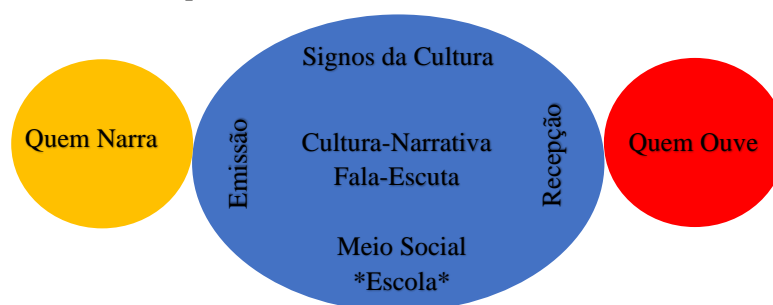 Signos da Cultura
Quem Narra
Emissão
Cultura-Narrativa
Fala-Escuta
Recepção
Quem Ouve
Meio Social
*Escola*